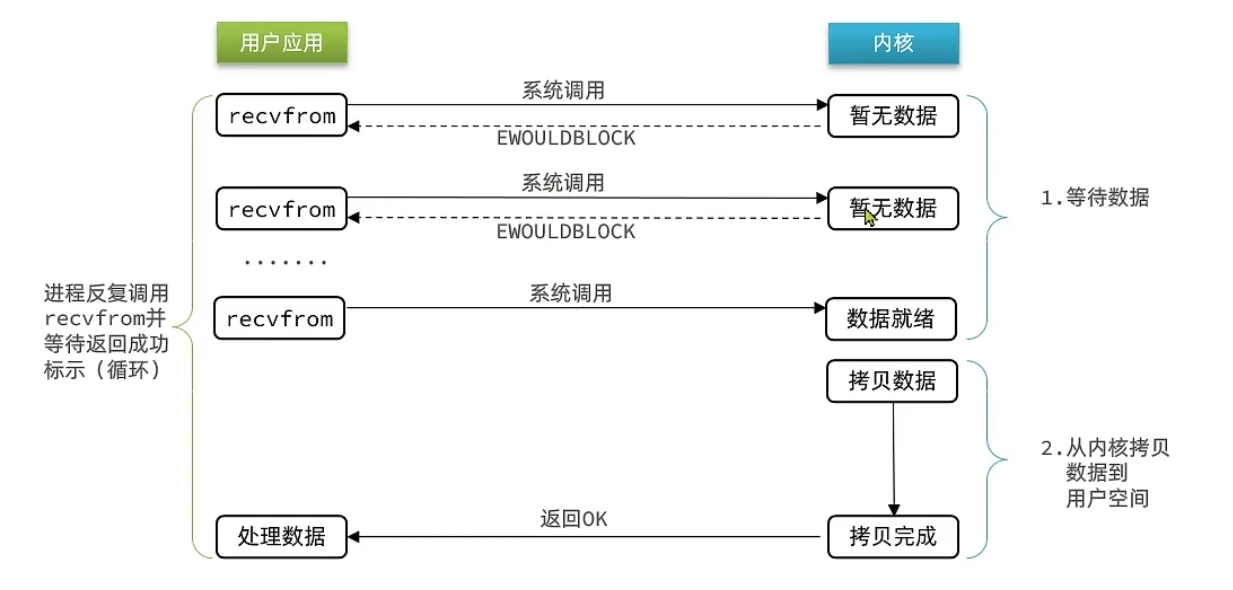 用户应用
内核
系统调用
recvfrom
暂无数据
EWOULDBLOCK
系统调用
recvfrom
暂无数据
EWOULDBLOCK
1.等待数据
.......
系统调用
recvfrom
数据就绪
进程反复调用
recvfrom并
等待返回成功
标示（循环）
拷贝数据
2.从内核拷贝
数据到
用户空间
返回OK
处理数据
拷贝完成